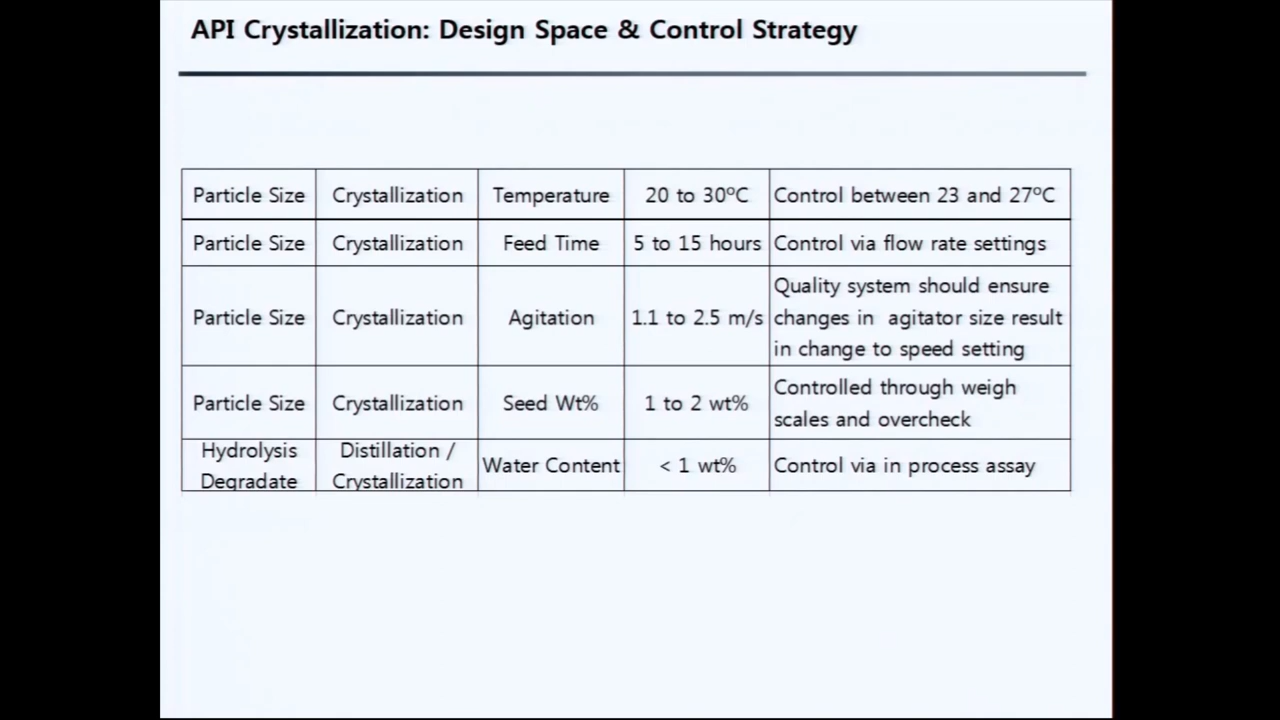 API Crystallization: Design Space & Control Strategy
Particle Size Crystallization Temperature 20 to 30ºC Control between 23 and 27ºC
Particle Size Crystallization Feed Time 5 to 15 hours Control via flow rate settings
Particle Size Crystallization Agitation 1.1 to 2.5 m/s Quality system should ensure
changes in agitator size result
in change to speed setting
Particle Size Crystallization Seed Wt% 1 to 2 wt% Controlled through weigh
scales and overcheck
Hydrolysis
Degradate
Distillation /
Crystallization
Water Content < 1 wt% Control via in process assay